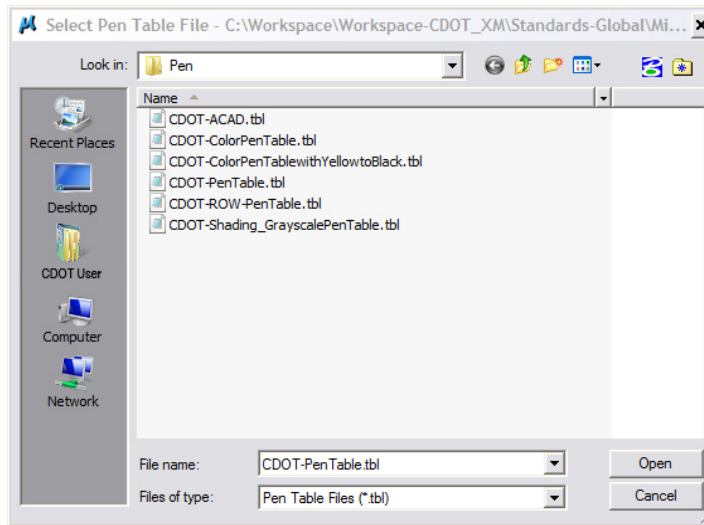 Select Pen Table File - C:\Workspace\Workspace-CDOT_XM\Standards-Global\Mi...
Look in: Pen
Name
Recent Places
Desktop
CDOT User
Computer
Network
CDOT-ACAD.tbl
CDOT-ColorPenTable.tbl
CDOT-ColorPenTablewithYellowtoBlack.tbl
CDOT-PenTable.tbl
CDOT-ROW-PenTable.tbl
CDOT-Shading_GrayscalePenTable.tbl
File name: CDOT-PenTable.tbl Open
Files of type: Pen Table Files (*.tbl) Cancel